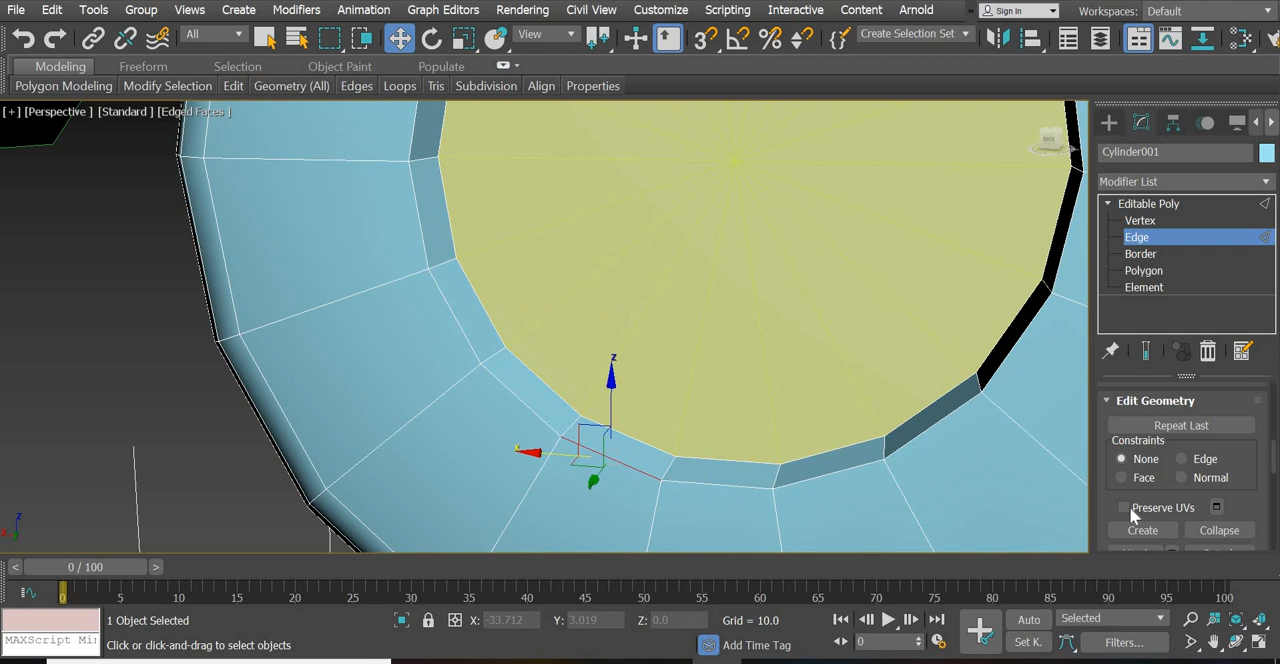 File Edit Tools Group Views Create Modifiers Animation Graph Editors Rendering Civil View Customize Scripting Interactive Content Arnold » Sign In Workspaces: Default
All View Create Selection Set
Modeling Freeform Selection Object Paint Populate
Polygon Modeling Modify Selection Edit Geometry (All) Edges Loops Tris Subdivision Align Properties
[+] [Perspective ] [Standard ] [Edged Faces ]
BACK
Cylinder001
Modifier List
Editable Poly
Vertex
Edge
Border
Polygon
Element
z
x
Edit Geometry
Repeat Last
Constraints
None Edge
Face Normal
Preserve UVs
Create Collapse
z
x
< 0 / 100 >
0 5 10 15 20 25 30 35 40 45 50 55 60 65 70 75 80 85 90 95 100
1 Object Selected X: -33.712 Y: 3.019 Z: 0.0 Grid = 10.0 Auto Selected
MAXScript Mi Click or click-and-drag to select objects Add Time Tag 0 Set K. Filters...